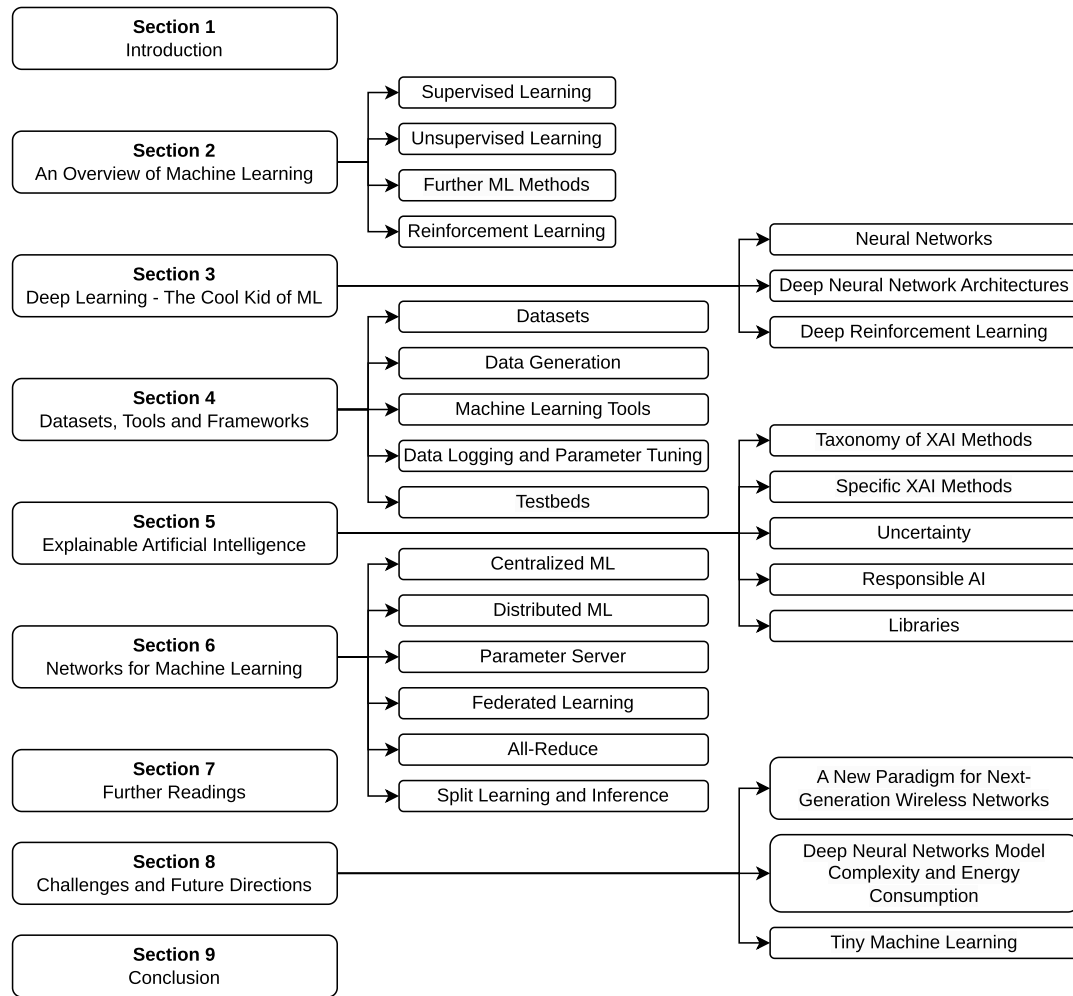 Section 1
Introduction
Section 2
An Overview of Machine Learning
Supervised Learning
Unsupervised Learning
Further ML Methods
Reinforcement Learning
Section 3
Deep Learning - The Cool Kid of ML
Neural Networks
Deep Neural Network Architectures
Deep Reinforcement Learning
Section 4
Datasets, Tools and Frameworks
Datasets
Data Generation
Machine Learning Tools
Data Logging and Parameter Tuning
Testbeds
Section 5
Explainable Artificial Intelligence
Taxonomy of XAI Methods
Specific XAI Methods
Uncertainty
Responsible AI
Libraries
Section 6
Networks for Machine Learning
Centralized ML
Distributed ML
Parameter Server
Federated Learning
All-Reduce
Split Learning and Inference
Section 7
Further Readings
Section 8
Challenges and Future Directions
A New Paradigm for Next-
Generation Wireless Networks
Deep Neural Networks Model
Complexity and Energy
Consumption
Tiny Machine Learning
Section 9
Conclusion